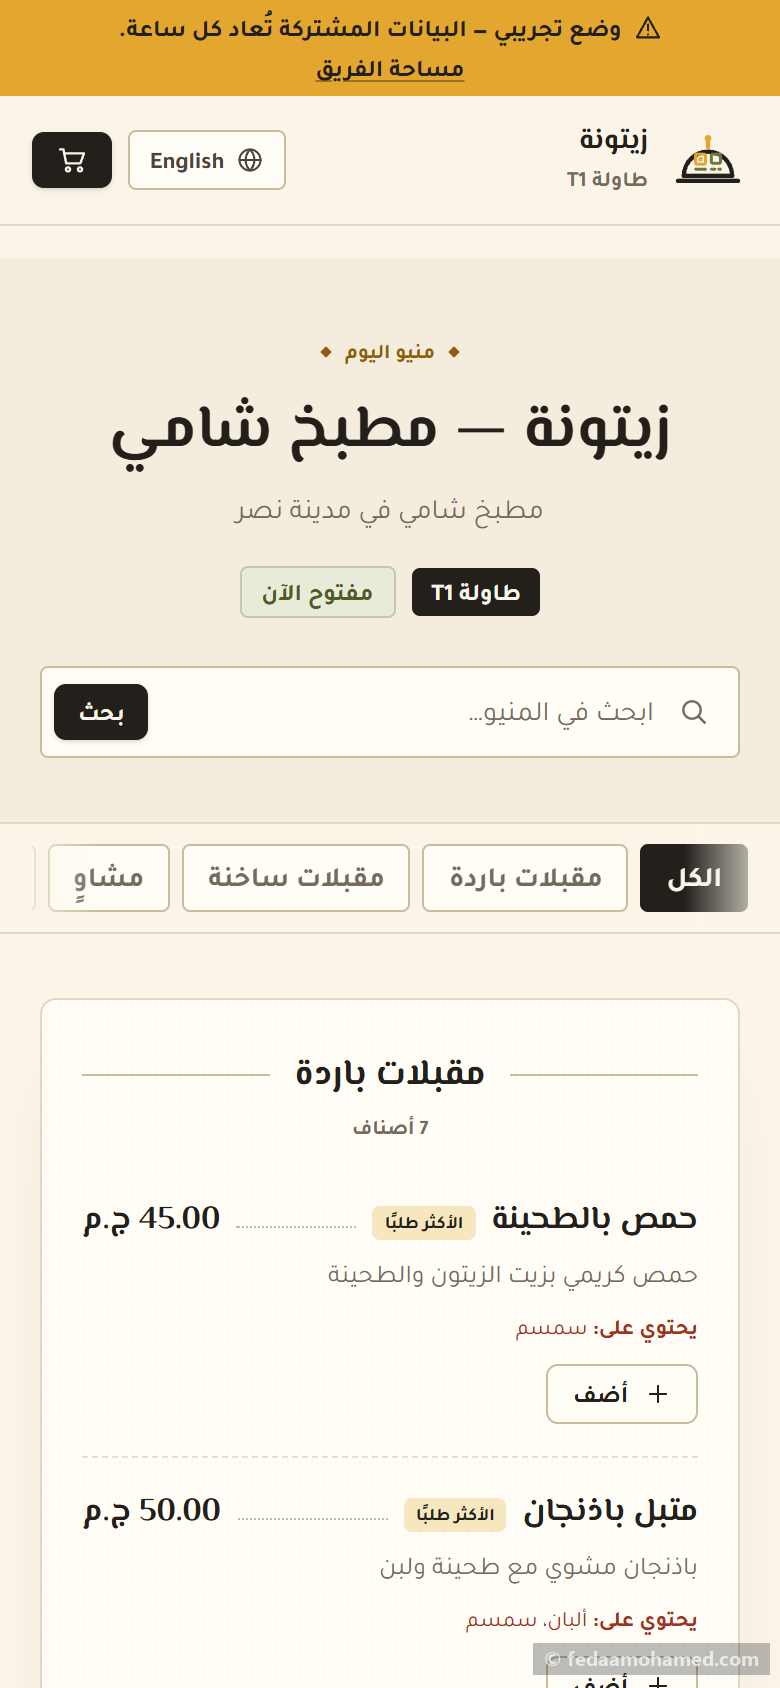 وضع تجريبي — البيانات المشتركة تُعاد كل ساعة.
مساحة الفريق
زيتونة
طاولة T1
English
منيو اليوم
زيتونة — مطبخ شامي
مطبخ شامي في مدينة نصر
طاولة T1
مفتوح الآن
ابحث في المنيو...
بحث
الكل
مقبلات باردة
مقبلات ساخنة
مشاوٍ
مقبلات باردة
7 أصناف
حمص بالطحينة الأكثر طلبًا 45.00 ج.م
حمص كريمي بزيت الزيتون والطحينة
يحتوي على: سمسم
أضف
متبل باذنجان الأكثر طلبًا 50.00 ج.م
باذنجان مشوي مع طحينة ولبن
يحتوي على: ألبان، سمسم
أضف
© fedaamohamed.com